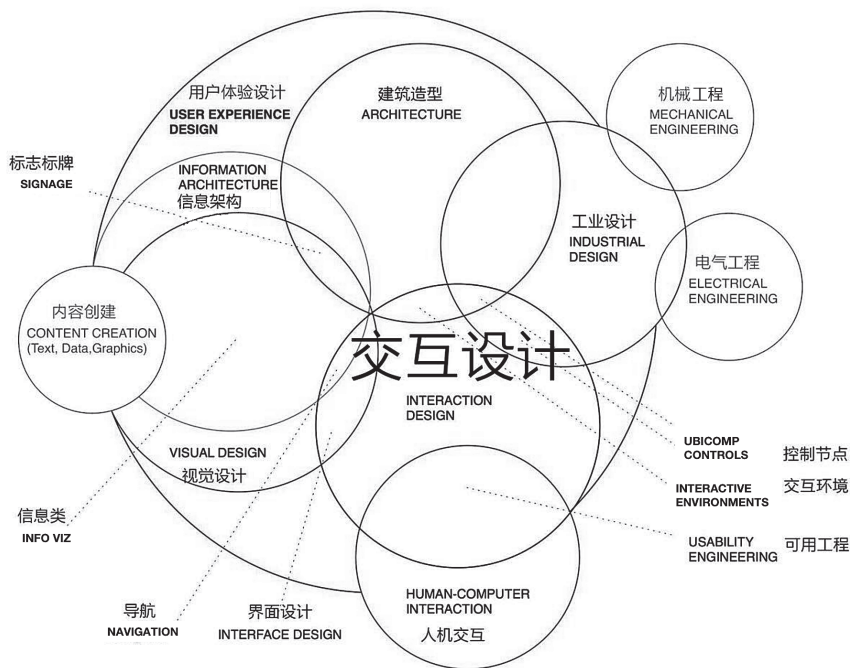 用户体验设计
USER EXPERIENCE
DESIGN
建筑造型
ARCHITECTURE
机械工程
MECHANICAL
ENGINEERING
标志标牌
SIGNAGE
INFORMATION
ARCHITECTURE
信息架构
工业设计
INDUSTRIAL
DESIGN
电气工程
ELECTRICAL
ENGINEERING
内容创建
CONTENT CREATION
(Text, Data,Graphics)
交互设计
INTERACTION
DESIGN
VISUAL DESIGN
视觉设计
UBICOMP
CONTROLS
控制节点
INTERACTIVE
ENVIRONMENTS
交互环境
信息类
INFO VIZ
USABILITY
ENGINEERING
可用工程
导航
NAVIGATION
界面设计
INTERFACE DESIGN
HUMAN-COMPUTER
INTERACTION
人机交互